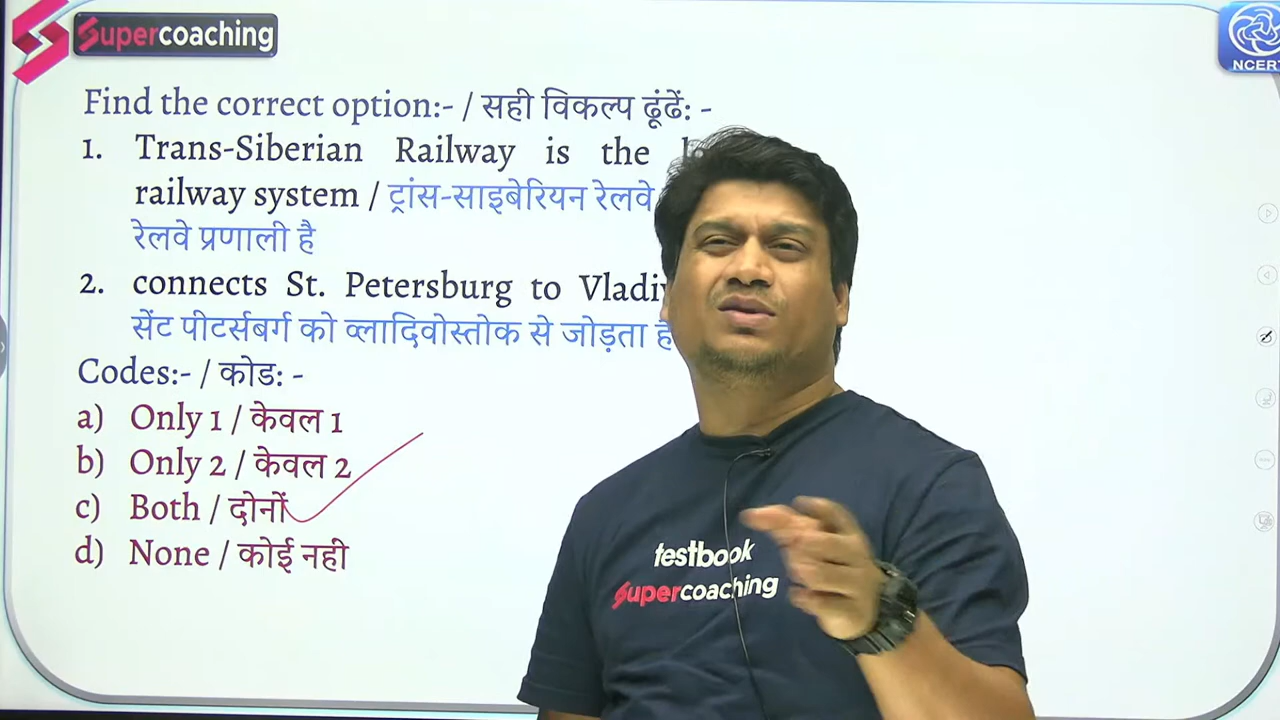 Supercoaching
NCERT
Find the correct option:- / सही विकल्प ढूंढें: -
1. Trans-Siberian Railway is the
railway system / ट्रांस-साइबेरियन रेलवे
रेलवे प्रणाली है
2. connects St. Petersburg to
सेंट पीटर्सबर्ग को व्लादिवोस्तोक से जोड़ता
Codes:- / कोड: -
a) Only 1 / केवल 1
b) Only 2 / केवल 2
c) Both / दोनों
d) None / कोई नही
testbook
Supercoaching